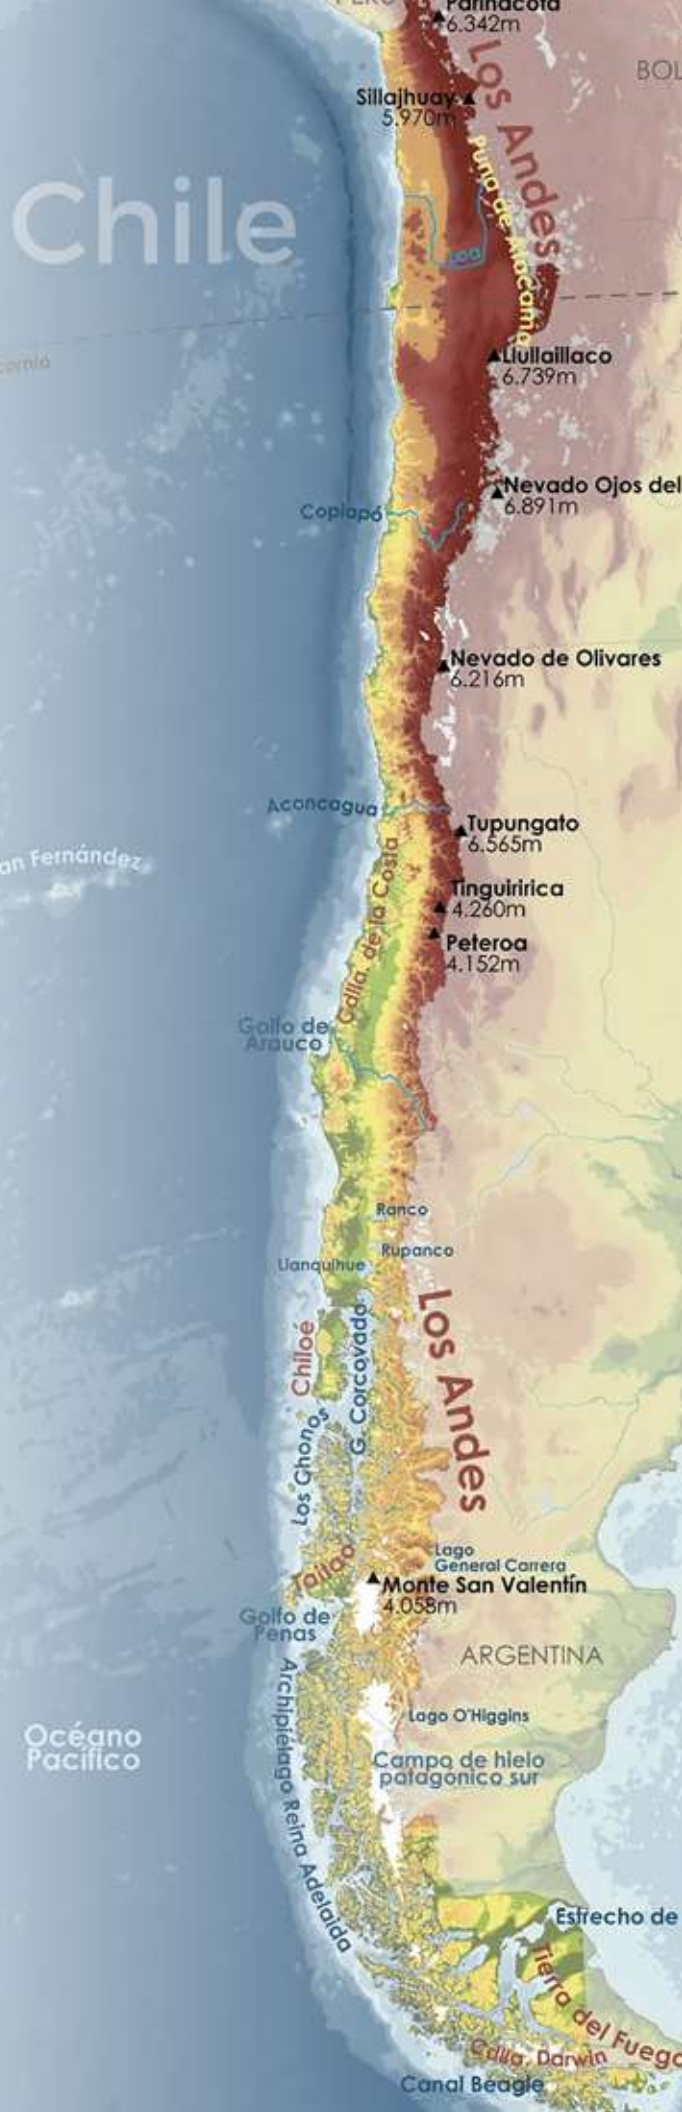 PERÚ
Parinacota
6.342m
BOL
Los Andes
Sillajhuay
5.970m
Puna de Atacama
Chile
Loa
cornio
Llullaillaco
6.739m
Nevado Ojos del
6.891m
Copiapó
Nevado de Olivares
6.216m
Aconcagua
Tupungato
6.565m
an Fernández
Cdlla. de la Costa
Tinguiririca
4.260m
Peteroa
4.152m
Golfo de
Arauco
Ranco
Rupanco
Llanquihue
Los Andes
Chiloé
G. Corcovado
Los Chonos
Lago
General Carrera
Taitao
Monte San Valentín
4.058m
Golfo de
Penas
ARGENTINA
Archipiélago Reina Adelaida
Lago O'Higgins
Océano
Pacífico
Campo de hielo
patagónico sur
Estrecho de
Tierra del Fuego
Cdlla. Darwin
Canal Beagle